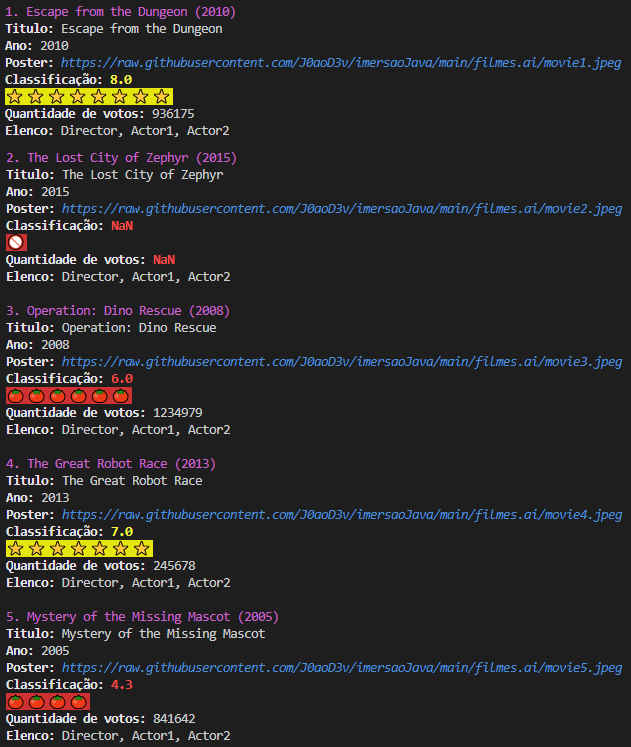 1. Escape from the Dungeon (2010)
Titulo: Escape from the Dungeon
Ano: 2010
Poster: https://raw.githubusercontent.com/J0aoD3v/imersaoJava/main/filmes.ai/movie1.jpeg
Classificação: 8.0
Quantidade de votos: 936175
Elenco: Director, Actor1, Actor2
2. The Lost City of Zephyr (2015)
Titulo: The Lost City of Zephyr
Ano: 2015
Poster: https://raw.githubusercontent.com/J0aoD3v/imersaoJava/main/filmes.ai/movie2.jpeg
Classificação: NaN
Quantidade de votos: NaN
Elenco: Director, Actor1, Actor2
3. Operation: Dino Rescue (2008)
Titulo: Operation: Dino Rescue
Ano: 2008
Poster: https://raw.githubusercontent.com/J0aoD3v/imersaoJava/main/filmes.ai/movie3.jpeg
Classificação: 6.0
Quantidade de votos: 1234979
Elenco: Director, Actor1, Actor2
4. The Great Robot Race (2013)
Titulo: The Great Robot Race
Ano: 2013
Poster: https://raw.githubusercontent.com/J0aoD3v/imersaoJava/main/filmes.ai/movie4.jpeg
Classificação: 7.0
Quantidade de votos: 245678
Elenco: Director, Actor1, Actor2
5. Mystery of the Missing Mascot (2005)
Titulo: Mystery of the Missing Mascot
Ano: 2005
Poster: https://raw.githubusercontent.com/J0aoD3v/imersaoJava/main/filmes.ai/movie5.jpeg
Classificação: 4.3
Quantidade de votos: 841642
Elenco: Director, Actor1, Actor2